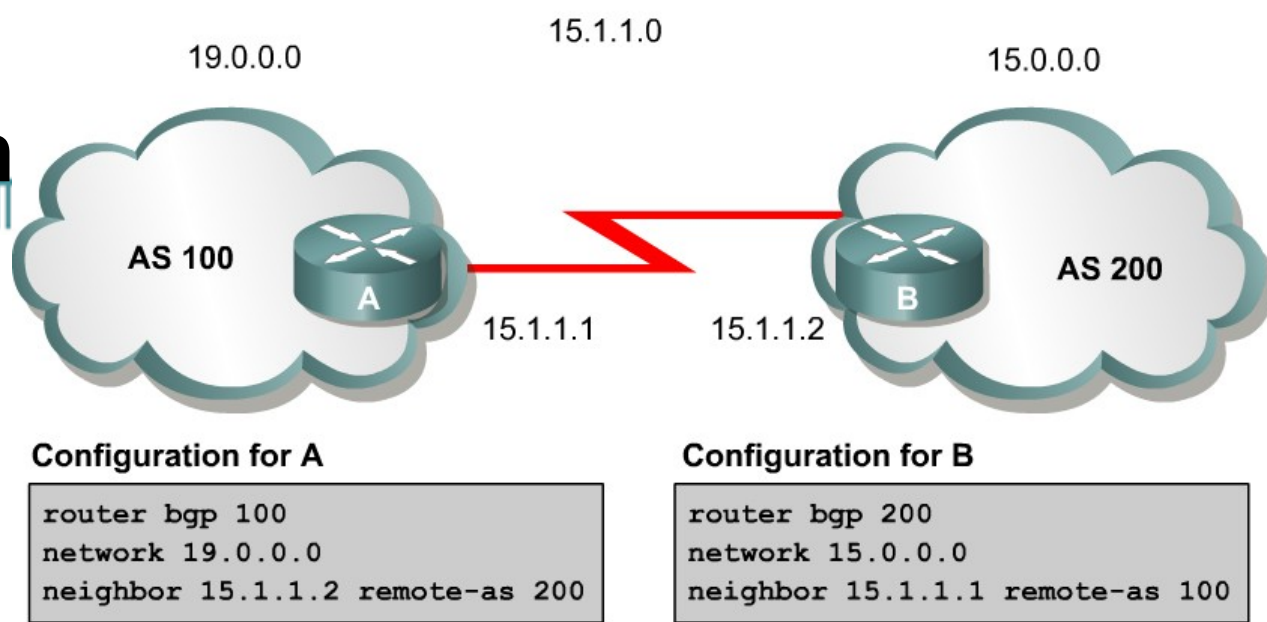 15.1.1.0
19.0.0.0
15.0.0.0
AS 100
A
B
AS 200
15.1.1.1
15.1.1.2
Configuration for A
router bgp 100
network 19.0.0.0
neighbor 15.1.1.2 remote-as 200
Configuration for B
router bgp 200
network 15.0.0.0
neighbor 15.1.1.1 remote-as 100